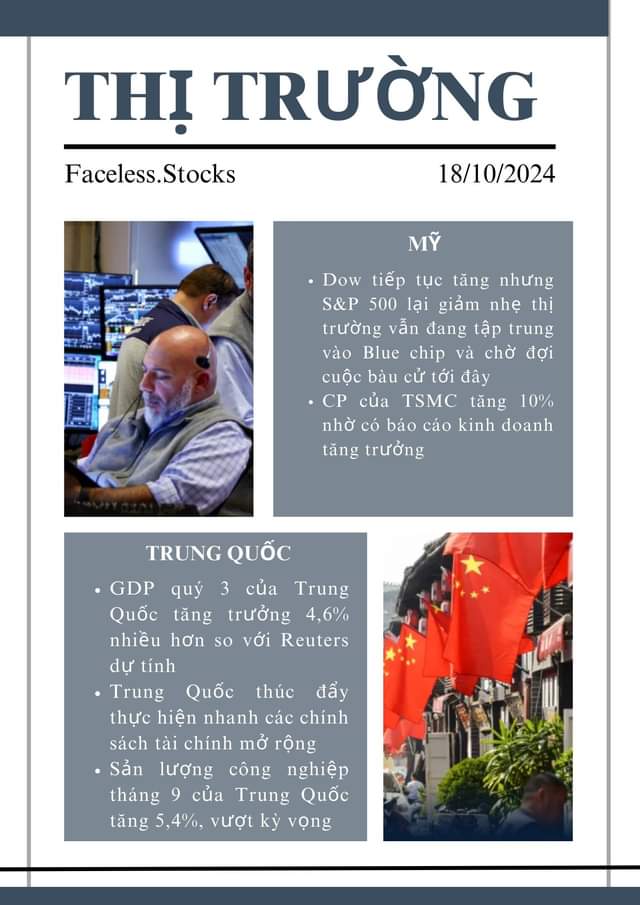 THỊ TRƯỜNG
Faceless.Stocks
18/10/2024
MỸ
• Dow tiếp tục tăng nhưng
S&P 500 lại giảm nhẹ thị
trường vẫn đang tập trung
vào Blue chip và chờ đợi
cuộc bàu cử tới đây
• CP của TSMC tăng 10%
nhờ có báo cáo kinh doanh
tăng trưởng
TRUNG QUỐC
• GDP quý 3 của Trung
Quốc tăng trưởng 4,6%
nhiều hơn so với Reuters
dự tính
• Trung Quốc thúc đẩy
thực hiện nhanh các chính
sách tài chính mở rộng
• Sản lượng công nghiệp
tháng 9 của Trung Quốc
tăng 5,4%, vượt kỳ vọng